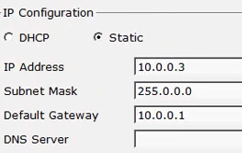 IP Configuration
DHCP Static
IP Address 10.0.0.3
Subnet Mask 255.0.0.0
Default Gateway 10.0.0.1
DNS Server